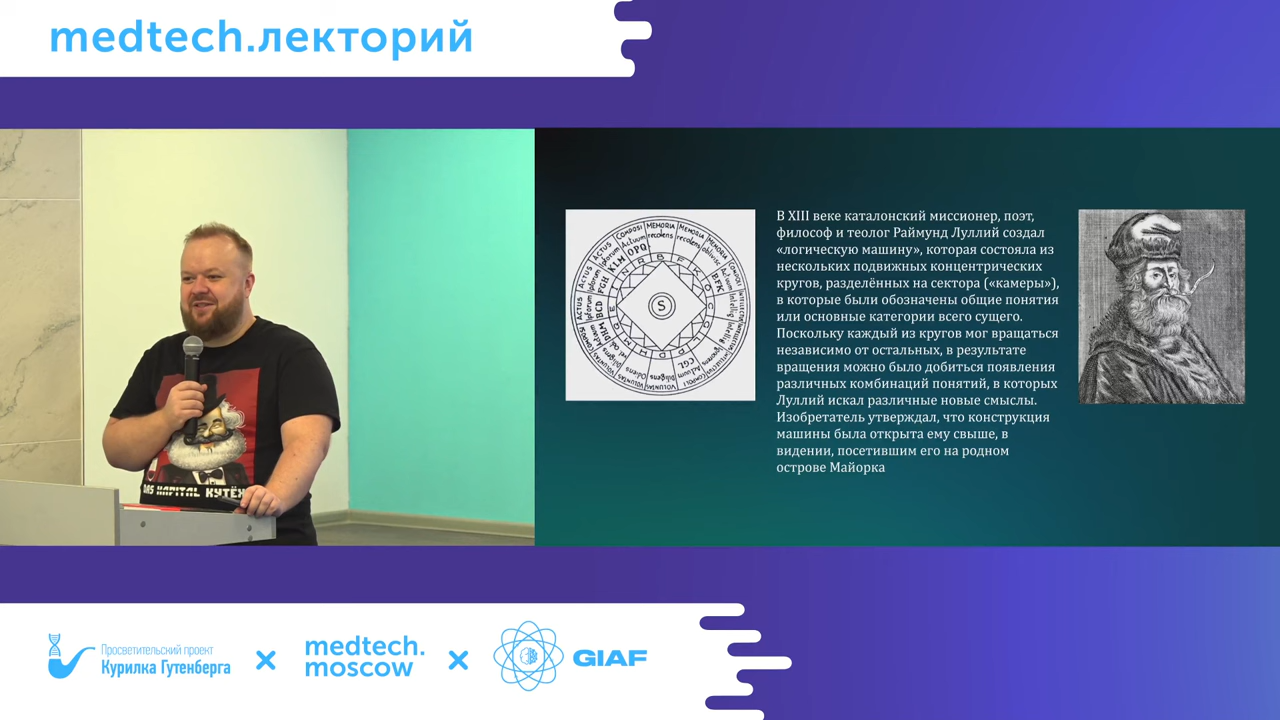 medtech.лекторий
В XIII веке каталонский миссионер, поэт,
философ и теолог Раймунд Луллий создал
«логическую машину», которая состояла из
нескольких подвижных концентрических
кругов, разделённых на сектора («камеры»),
в которые были обозначены общие понятия
или основные категории всего сущего.
Поскольку каждый из кругов мог вращаться
независимо от остальных, в результате
вращения можно было добиться появления
различных комбинаций понятий, в которых
Луллий искал различные новые смыслы.
Изобретатель утверждал, что конструкция
машины была открыта ему свыше, в
видении, посетившим его на родном
острове Майорка
S
DAS KAPITAL КУТЁЖ
Просветительский проект
Курилка Гутенберга
×
medtech.
moscow
×
GIAF